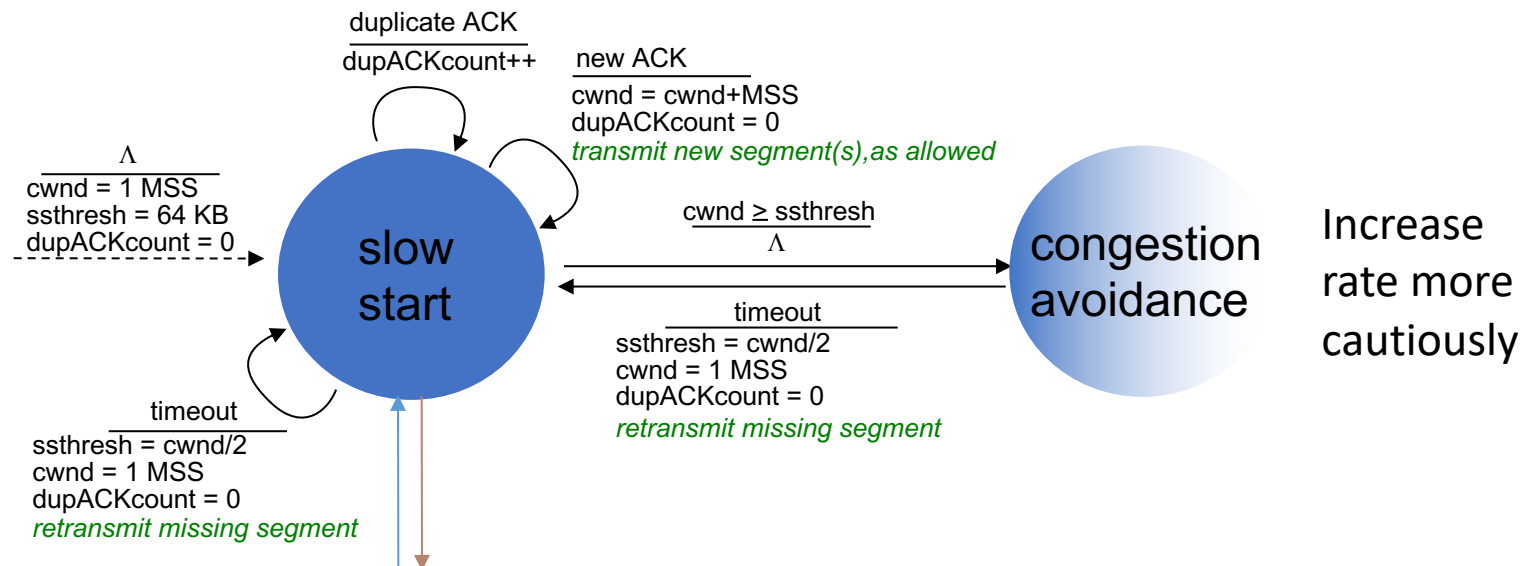 duplicate ACK
dupACKcount++
new ACK
cwnd = cwnd+MSS
dupACKcount = 0
transmit new segment(s),as allowed
Λ
cwnd = 1 MSS
ssthresh = 64 KB
dupACKcount = 0
slow
start
cwnd ≥ ssthresh
Λ
congestion
avoidance
Increase
rate more
cautiously
timeout
ssthresh = cwnd/2
cwnd = 1 MSS
dupACKcount = 0
retransmit missing segment
timeout
ssthresh = cwnd/2
cwnd = 1 MSS
dupACKcount = 0
retransmit missing segment